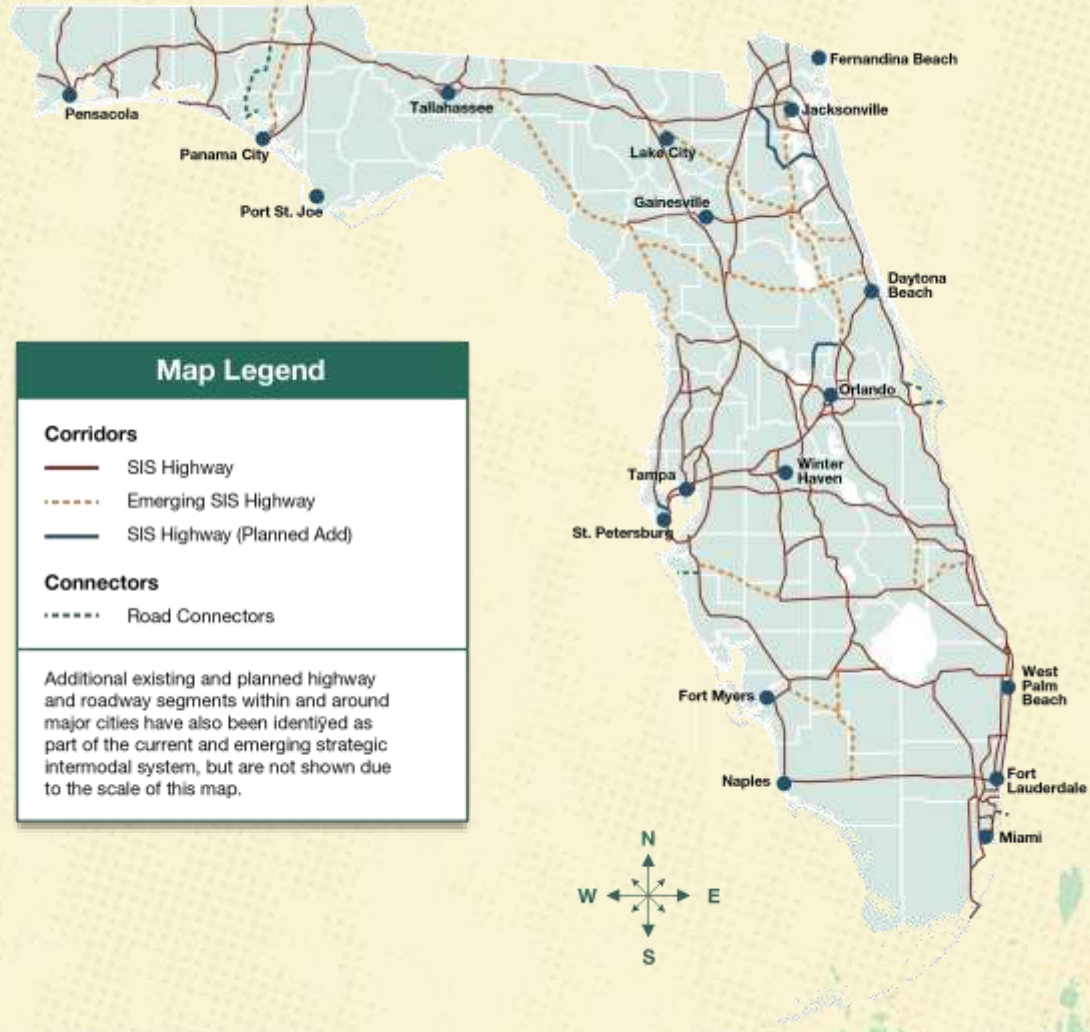 Fernandina Beach
Pensacola
Tallahassee
Jacksonville
Panama City
Lake City
Port St. Joe
Gainesville
Daytona
Beach
Map Legend
Corridors
SIS Highway
Emerging SIS Highway
SIS Highway (Planned Add)
Connectors
Road Connectors
Additional existing and planned highway
and roadway segments within and around
major cities have also been identiÿed as
part of the current and emerging strategic
intermodal system, but are not shown due
to the scale of this map.
Orlando
Tampa
Winter
Haven
St. Petersburg
Fort Myers
West
Palm
Beach
Naples
Fort
Lauderdale
Miami
N
W E
S